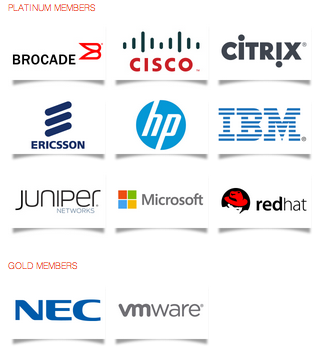 PLATINUM MEMBERS
BROCADE
CISCO
CITRIX
ERICSSON
hp
IBM
JUNIPER
NETWORKS
Microsoft
redhat
GOLD MEMBERS
NEC
vmware